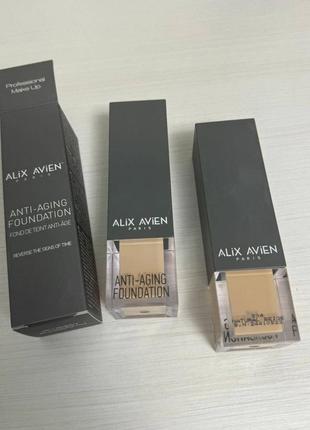 Professional
Make Up
ALIX AVIEN
PARIS
ANTI-AGING
FOUNDATION
FOND DE TEINT ANTI-ÂGE
REVERSE THE SIGNS OF TIME
ALIX AVIEN
PARIS
ANTI-AGING
FOUNDATION
ALIX AVIEN
PARIS
NATURAL BEIGE